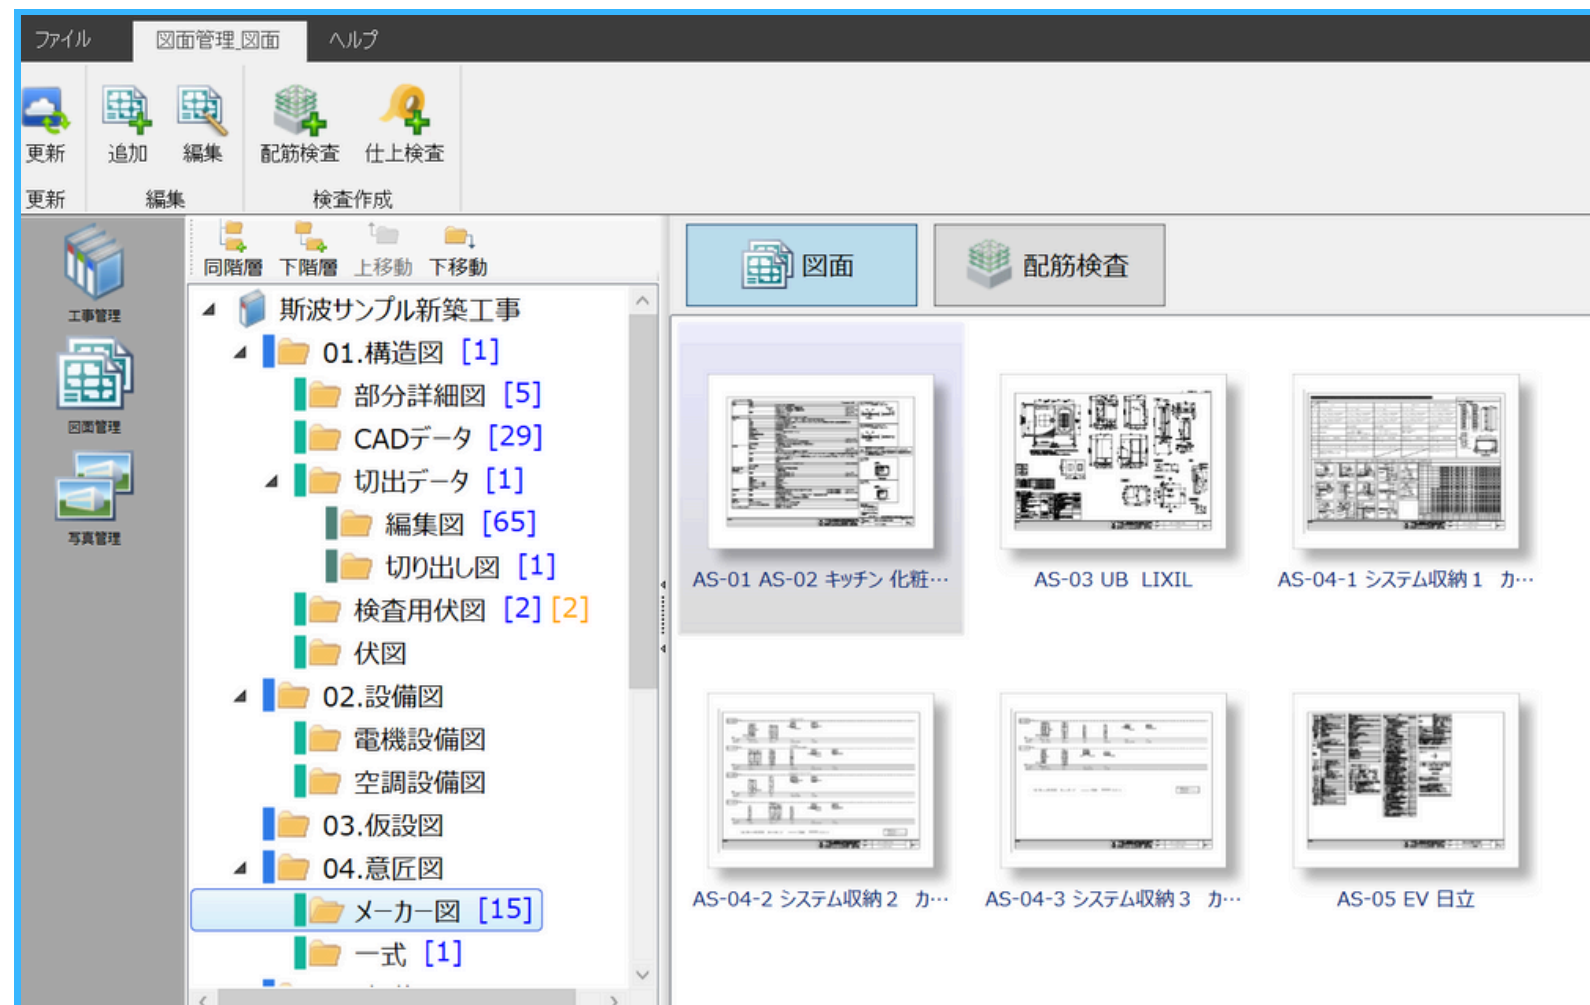 ファイル 図面管理_図面 ヘルプ
更新 追加 編集 配筋検査 仕上検査
更新 編集 検査作成
工事管理
図面管理
写真管理
同階層 下階層 上移動 下移動
斯波サンプル新築工事
01.構造図 [1]
部分詳細図 [5]
CADデータ [29]
切出データ [1]
編集図 [65]
切り出し図 [1]
検査用伏図 [2] [2]
伏図
02.設備図
電機設備図
空調設備図
03.仮設図
04.意匠図
メーカー図 [15]
一式 [1]
図面 配筋検査
AS-01 AS-02 キッチン 化粧… AS-03 UB LIXIL AS-04-1 システム収納１ カ…
AS-04-2 システム収納２ カ… AS-04-3 システム収納３ カ… AS-05 EV 日立